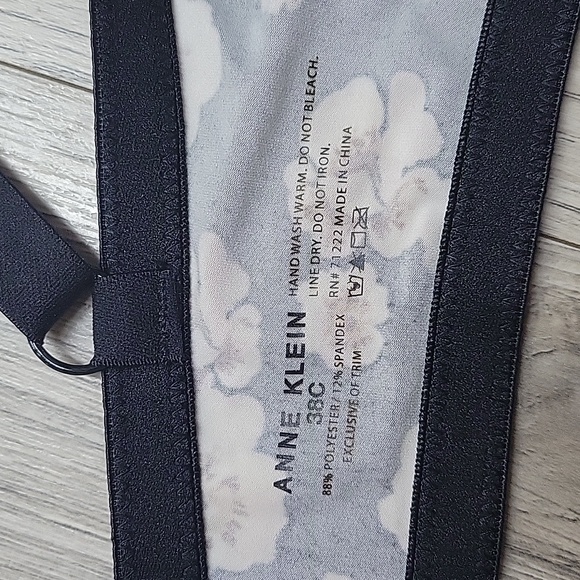 ANNE KLEIN
38C
88% POLYESTER / 12% SPANDEX
EXCLUSIVE OF TRIM
HAND WASH WARM. DO NOT BLEACH.
LINE DRY. DO NOT IRON.
RN# 71222 MADE IN CHINA